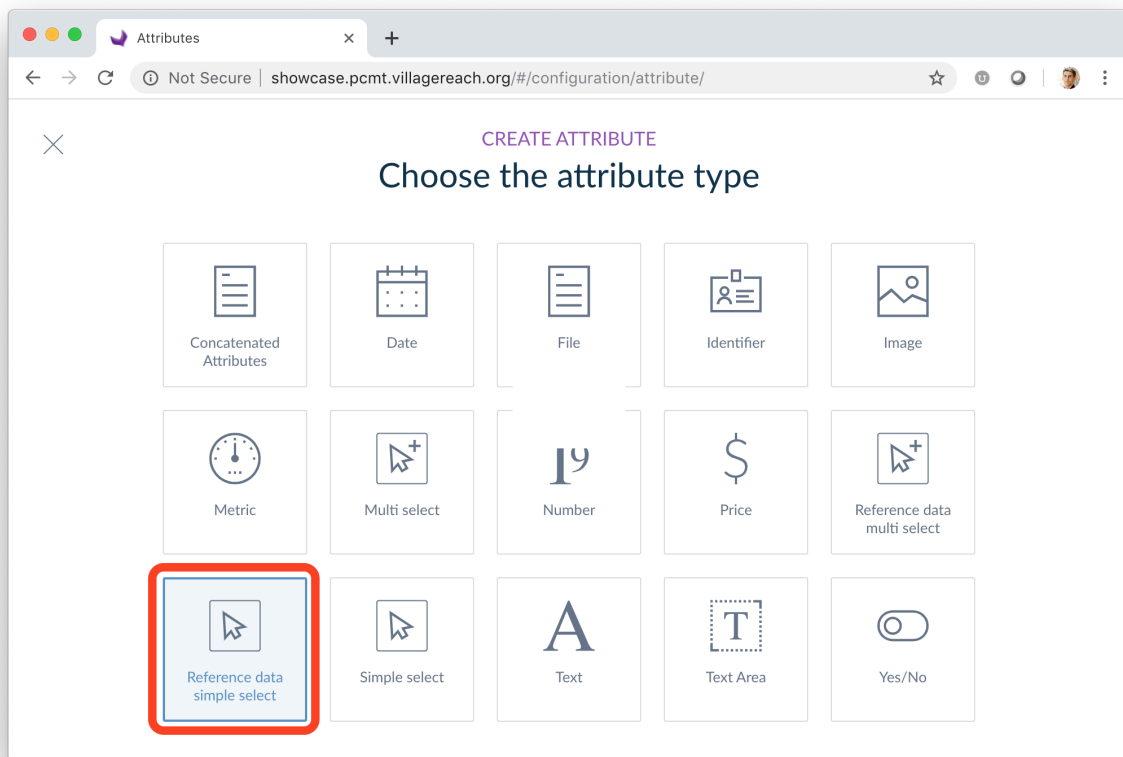 Attributes
Not Secure showcase.pcmt.villagereach.org/#/configuration/attribute/
CREATE ATTRIBUTE
Choose the attribute type
Concatenated
Attributes
Date
File
Identifier
Image
Metric
Multi select
Number
Price
Reference data
multi select
Reference data
simple select
Simple select
Text
Text Area
Yes/No